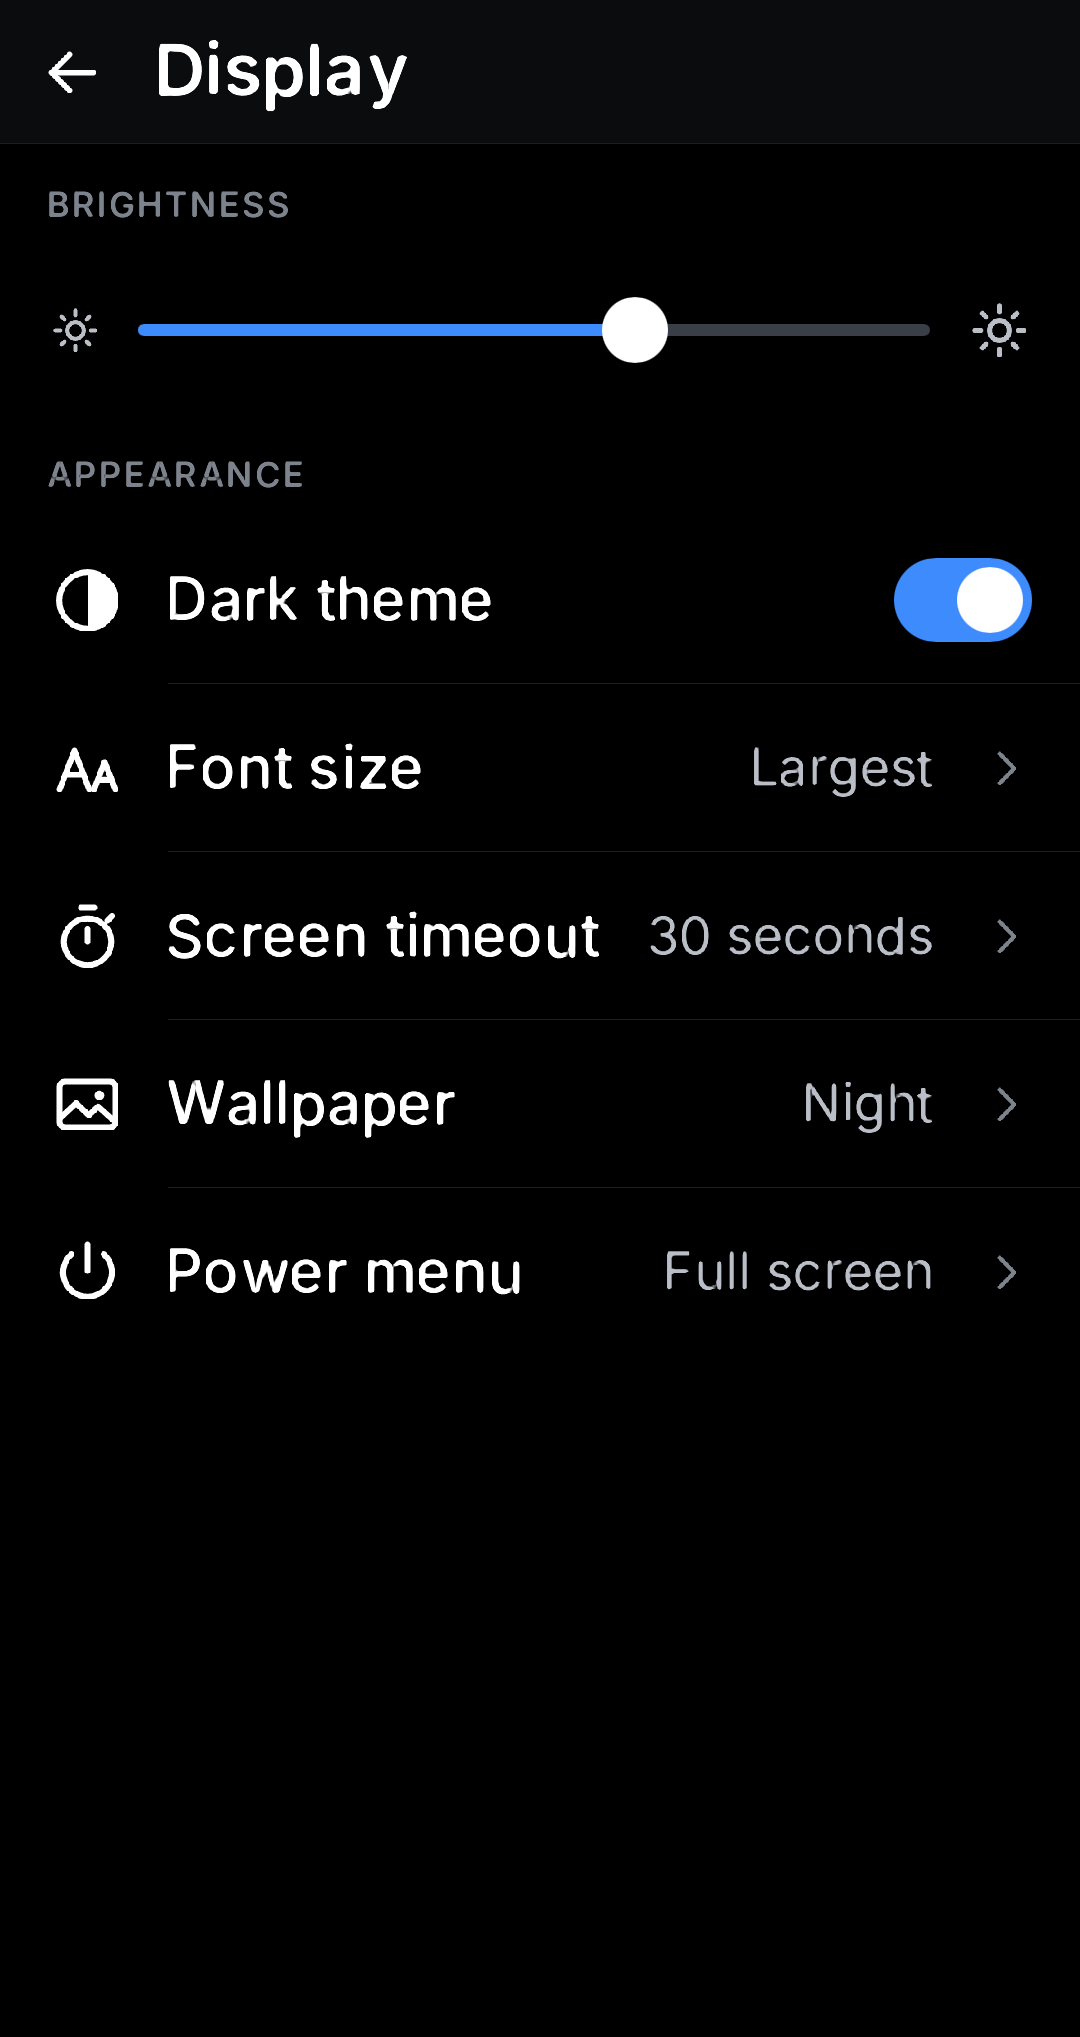 Display
BRIGHTNESS
APPEARANCE
Dark theme
Font size Largest
Screen timeout 30 seconds
Wallpaper Night
Power menu Full screen